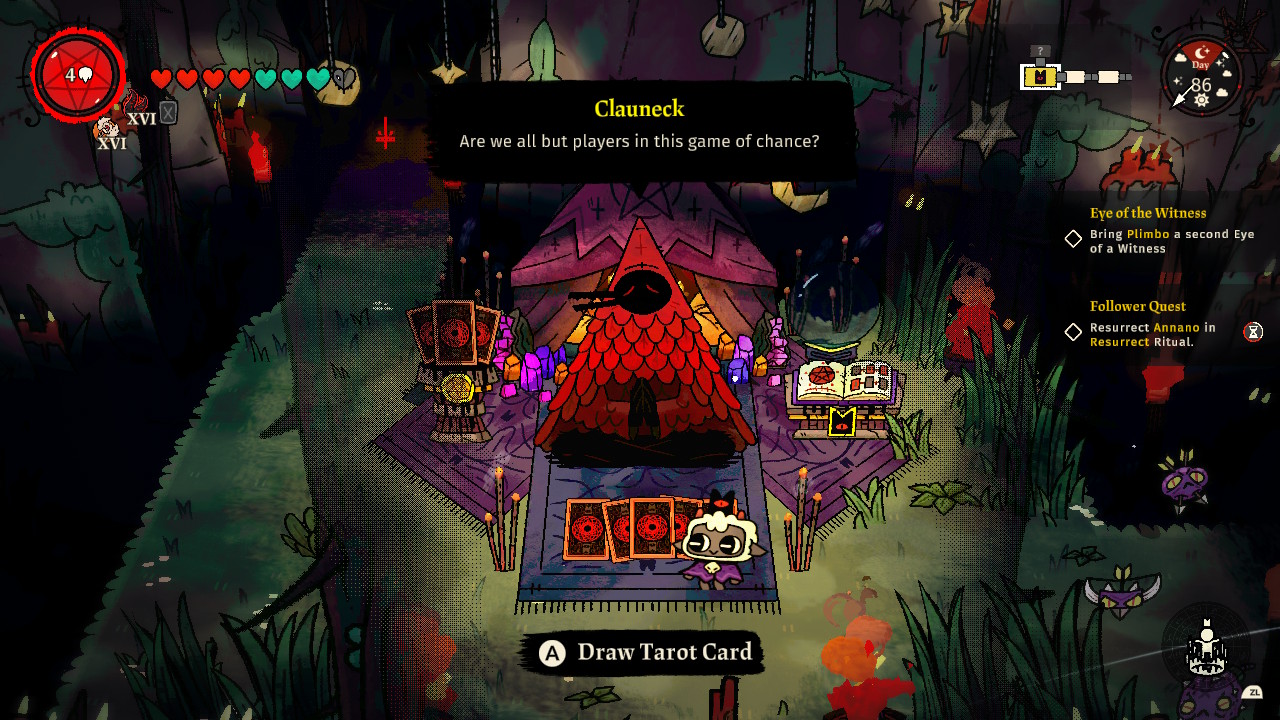 4
XVI
X
XVI
Clauneck
Are we all but players in this game of chance?
?
Day
86
Eye of the Witness
Bring Plimbo a second Eye
of a Witness
Follower Quest
Resurrect Annano in
Resurrect Ritual.
A Draw Tarot Card
ZL